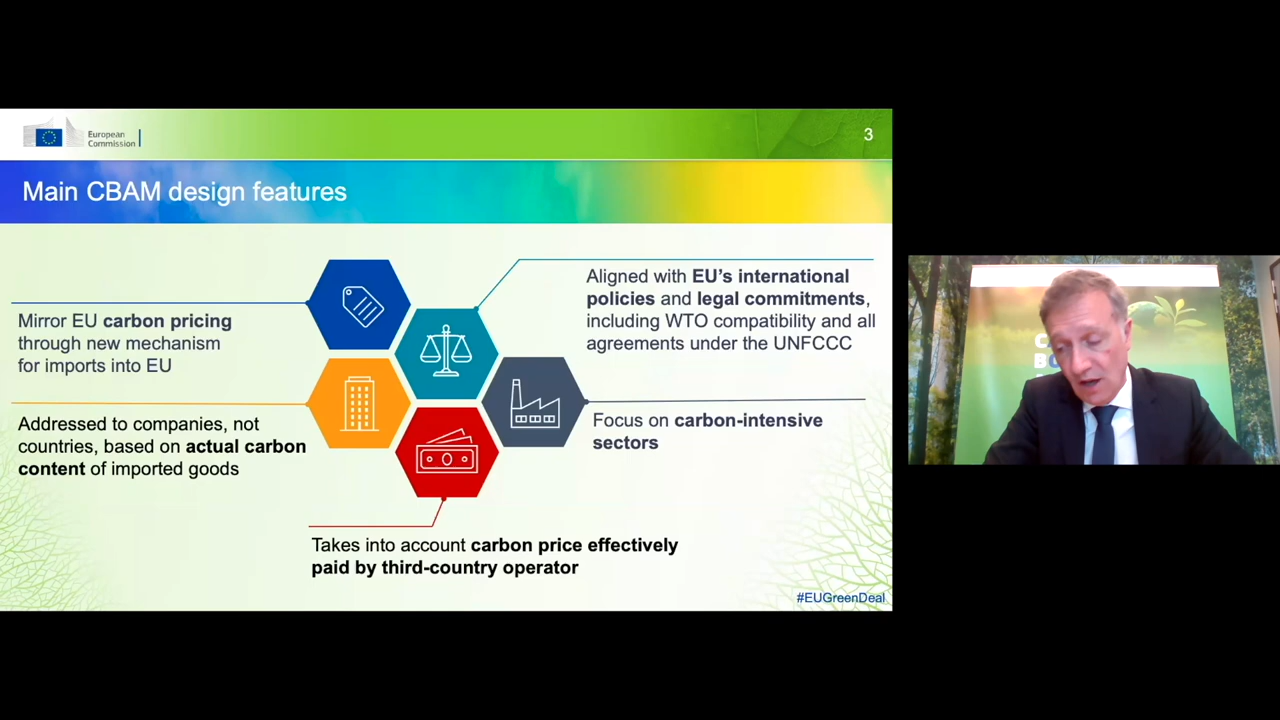 European
Commission
3
Main CBAM design features
Mirror EU carbon pricing
through new mechanism
for imports into EU
Aligned with EU’s international
policies and legal commitments,
including WTO compatibility and all
agreements under the UNFCCC
Addressed to companies, not
countries, based on actual carbon
content of imported goods
Focus on carbon-intensive
sectors
Takes into account carbon price effectively
paid by third-country operator
#EUGreenDeal